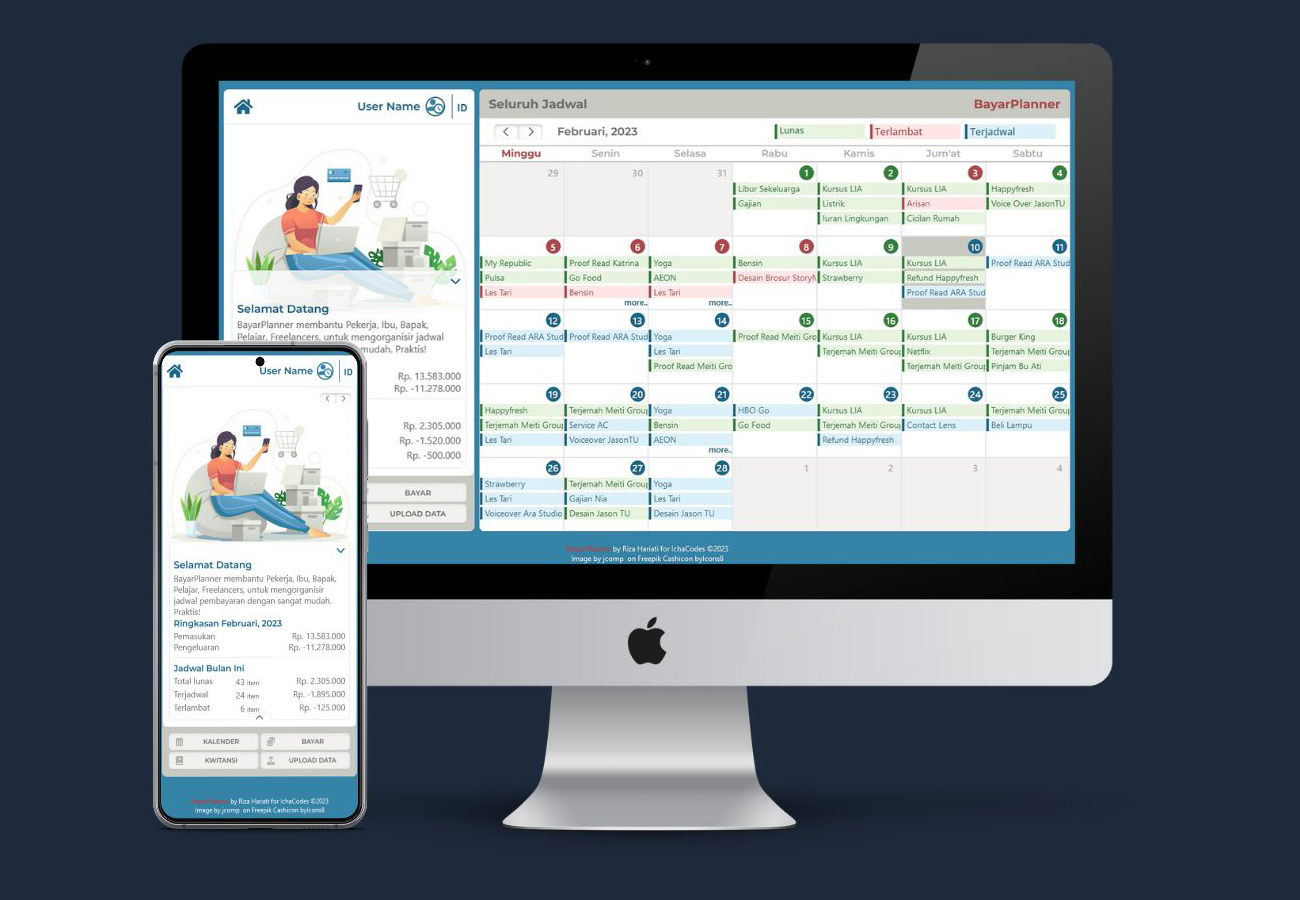 User Name
ID
Selamat Datang
BayarPlanner membantu Pekerja, Ibu, Bapak,
Pelajar, Freelancers, untuk mengorganisir jadwal
mudah. Praktis!
Rp. 13.583.000
Rp. -11.278.000
Rp. 2.305.000
Rp. -1.520.000
Rp. -500.000
BAYAR
UPLOAD DATA
Seluruh Jadwal
BayarPlanner
Februari, 2023
Lunas
Terlambat
Terjadwal
Minggu Senin Selasa Rabu Kamis Jum'at Sabtu
29 30 31 1 2 3 4
Libur Sekeluarga Kursus LIA Kursus LIA Happyfresh
Gajian Listrik Arisan Voice Over JasonTU
Iuran Lingkungan Cicilan Rumah
5 6 7 8 9 10 11
My Republic Proof Read Katrina Yoga Bensin Kursus LIA Kursus LIA Proof Read ARA Stud
Pulsa Go Food AEON Desain Brosur StoryM Strawberry Refund Happyfresh
Les Tari Bensin Les Tari Proof Read ARA Stud
more.. more..
12 13 14 15 16 17 18
Proof Read ARA Stud Proof Read ARA Stud Yoga Proof Read Meiti Gro Kursus LIA Kursus LIA Burger King
Les Tari Les Tari Terjemah Meiti Group Netflix Terjemah Meiti Group
Proof Read Meiti Gro Terjemah Meiti Group Pinjam Bu Ati
19 20 21 22 23 24 25
Happyfresh Terjemah Meiti Group Yoga HBO Go Kursus LIA Kursus LIA Terjemah Meiti Group
Terjemah Meiti Group Service AC Bensin Go Food Terjemah Meiti Group Contact Lens Beli Lampu
Les Tari Voiceover JasonTU AEON Refund Happyfresh
more..
26 27 28 1 2 3 4
Strawberry Terjemah Meiti Group Yoga
Les Tari Gajian Nia Les Tari
Voiceover Ara Studio Desain Jason TU Desain Jason TU
BayarPlanner by Riza Hariati for IchaCodes ©2023
Image by jcomp on Freepik Cashicon byIcons8
User Name
ID
Selamat Datang
BayarPlanner membantu Pekerja, Ibu, Bapak,
Pelajar, Freelancers, untuk mengorganisir
jadwal pembayaran dengan sangat mudah.
Praktis!
Ringkasan Februari, 2023
Pemasukan Rp. 13.583.000
Pengeluaran Rp. -11.278.000
Jadwal Bulan Ini
Total lunas 43 item Rp. 2.305.000
Terjadwal 24 item Rp. -1.895.000
Terlambat 6 item Rp. -125.000
KALENDER BAYAR
KWITANSI UPLOAD DATA
BayarPlanner by Riza Hariati for IchaCodes ©2023
Image by jcomp on Freepik Cashicon byIcons8